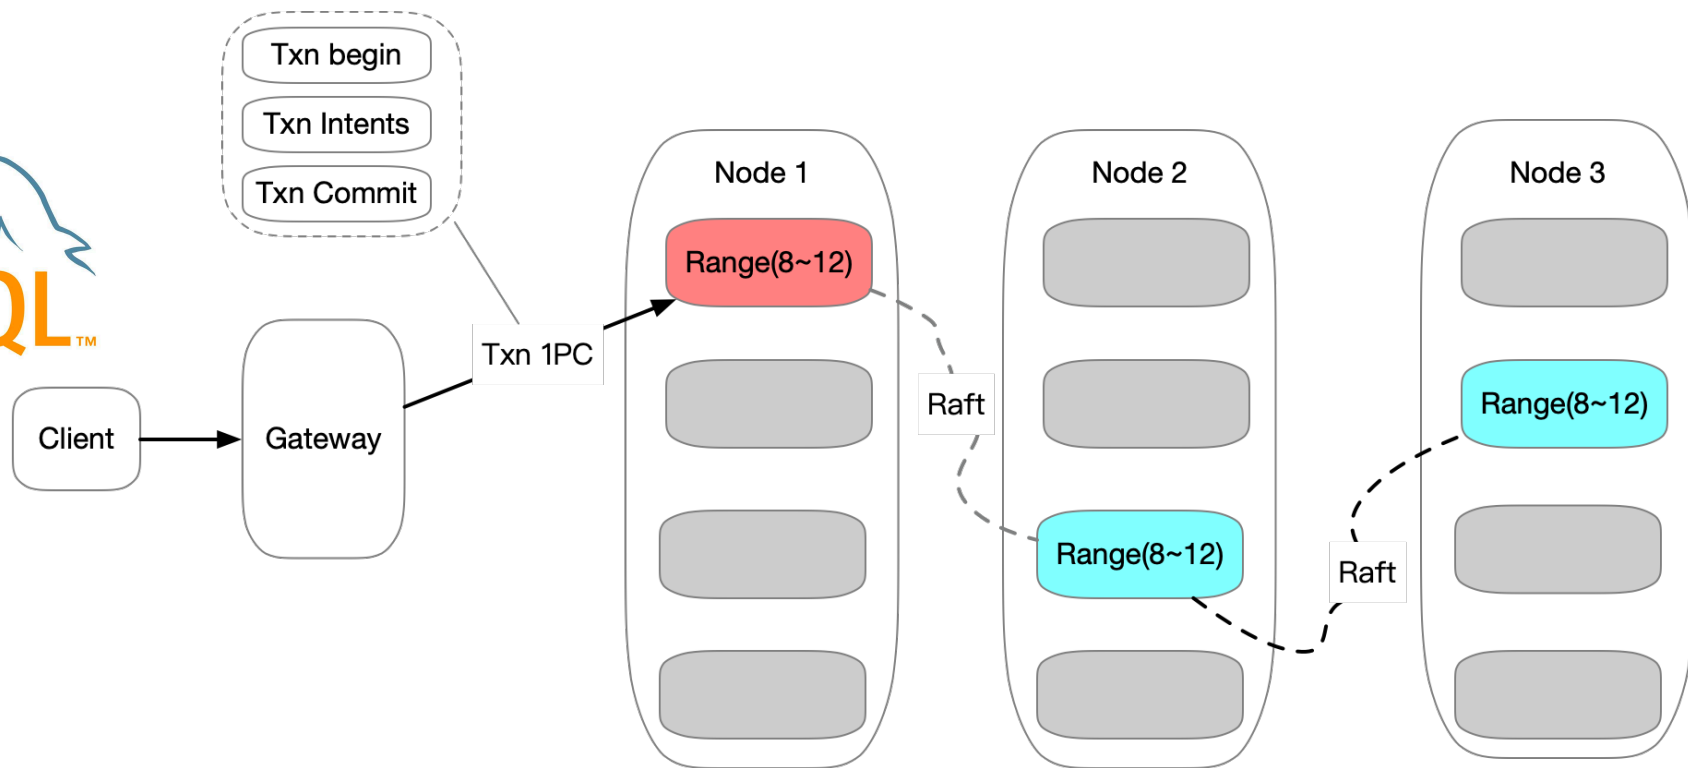 Txn begin
Txn Intents
Txn Commit
QL™
Client
Gateway
Txn 1PC
Node 1
Range(8~12)
Raft
Node 2
Range(8~12)
Raft
Node 3
Range(8~12)